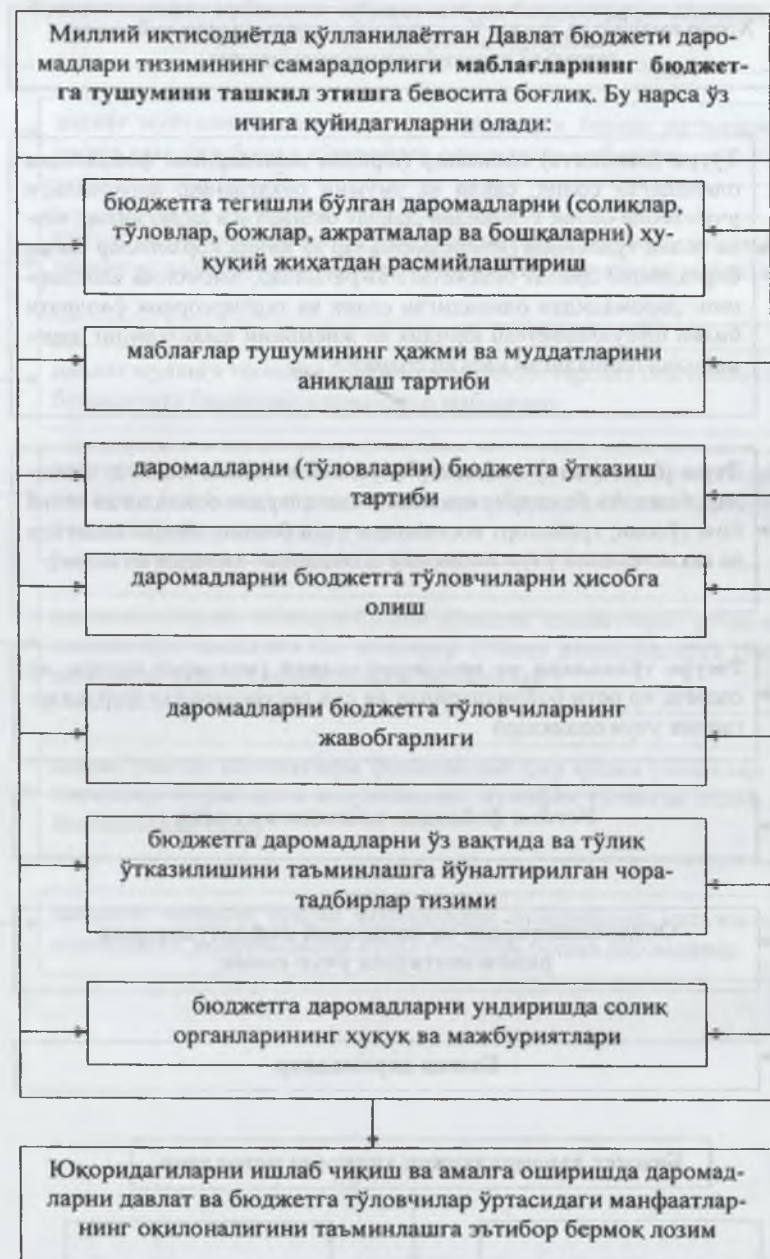 Миллий иқтисодиётда қўлланилаётган Давлат бюджети даро-
мадлари тизимининг самарадорлиги маблағларнинг бюджет-
га тушумини ташкил этишга бевосита боғлиқ. Бу нарса ўз
ичига қуйидагиларни олади:
бюджетга тегишли бўлган даромадларни (солиқлар,
тўловлар, божлар, ажратмалар ва бошқаларни) ҳу-
қуқий жиҳатдан расмийлаштириш
маблағлар тушумининг ҳажми ва муддатларини
аниқлаш тартиби
даромадларни (тўловларни) бюджетга ўтказиш
тартиби
даромадларни бюджетга тўловчиларни ҳисобга
олиш
даромадларни бюджетга тўловчиларнинг
жавобгарлиги
бюджетга даромадларни ўз вақтида ва тўлиқ
ўтказилишини таъминлашга йўналтирилган чора-
тадбирлар тизими
бюджетга даромадларни ундиришда солиқ
органларининг ҳуқуқ ва мажбуриятлари
Юқоридагиларни ишлаб чиқиш ва амалга оширишда даромад-
ларни давлат ва бюджетга тўловчилар ўртасидаги манфаатлар-
нинг оқилоналигини таъминлашга эътибор бермоқ лозим